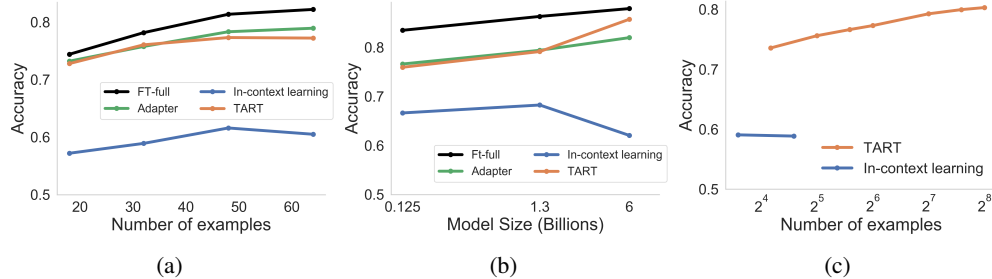 0.8
0.7
0.6
0.5
Accuracy
FT-full
Adapter
In-context learning
TART
20 30 40 50 60
Number of examples
(a)
0.8
0.7
0.6
0.5
Accuracy
Ft-full
Adapter
In-context learning
TART
0.125 1.3 6
Model Size (Billions)
(b)
0.8
0.7
0.6
0.5
Accuracy
TART
In-context learning
2^4 2^5 2^6 2^7 2^8
Number of examples
(c)